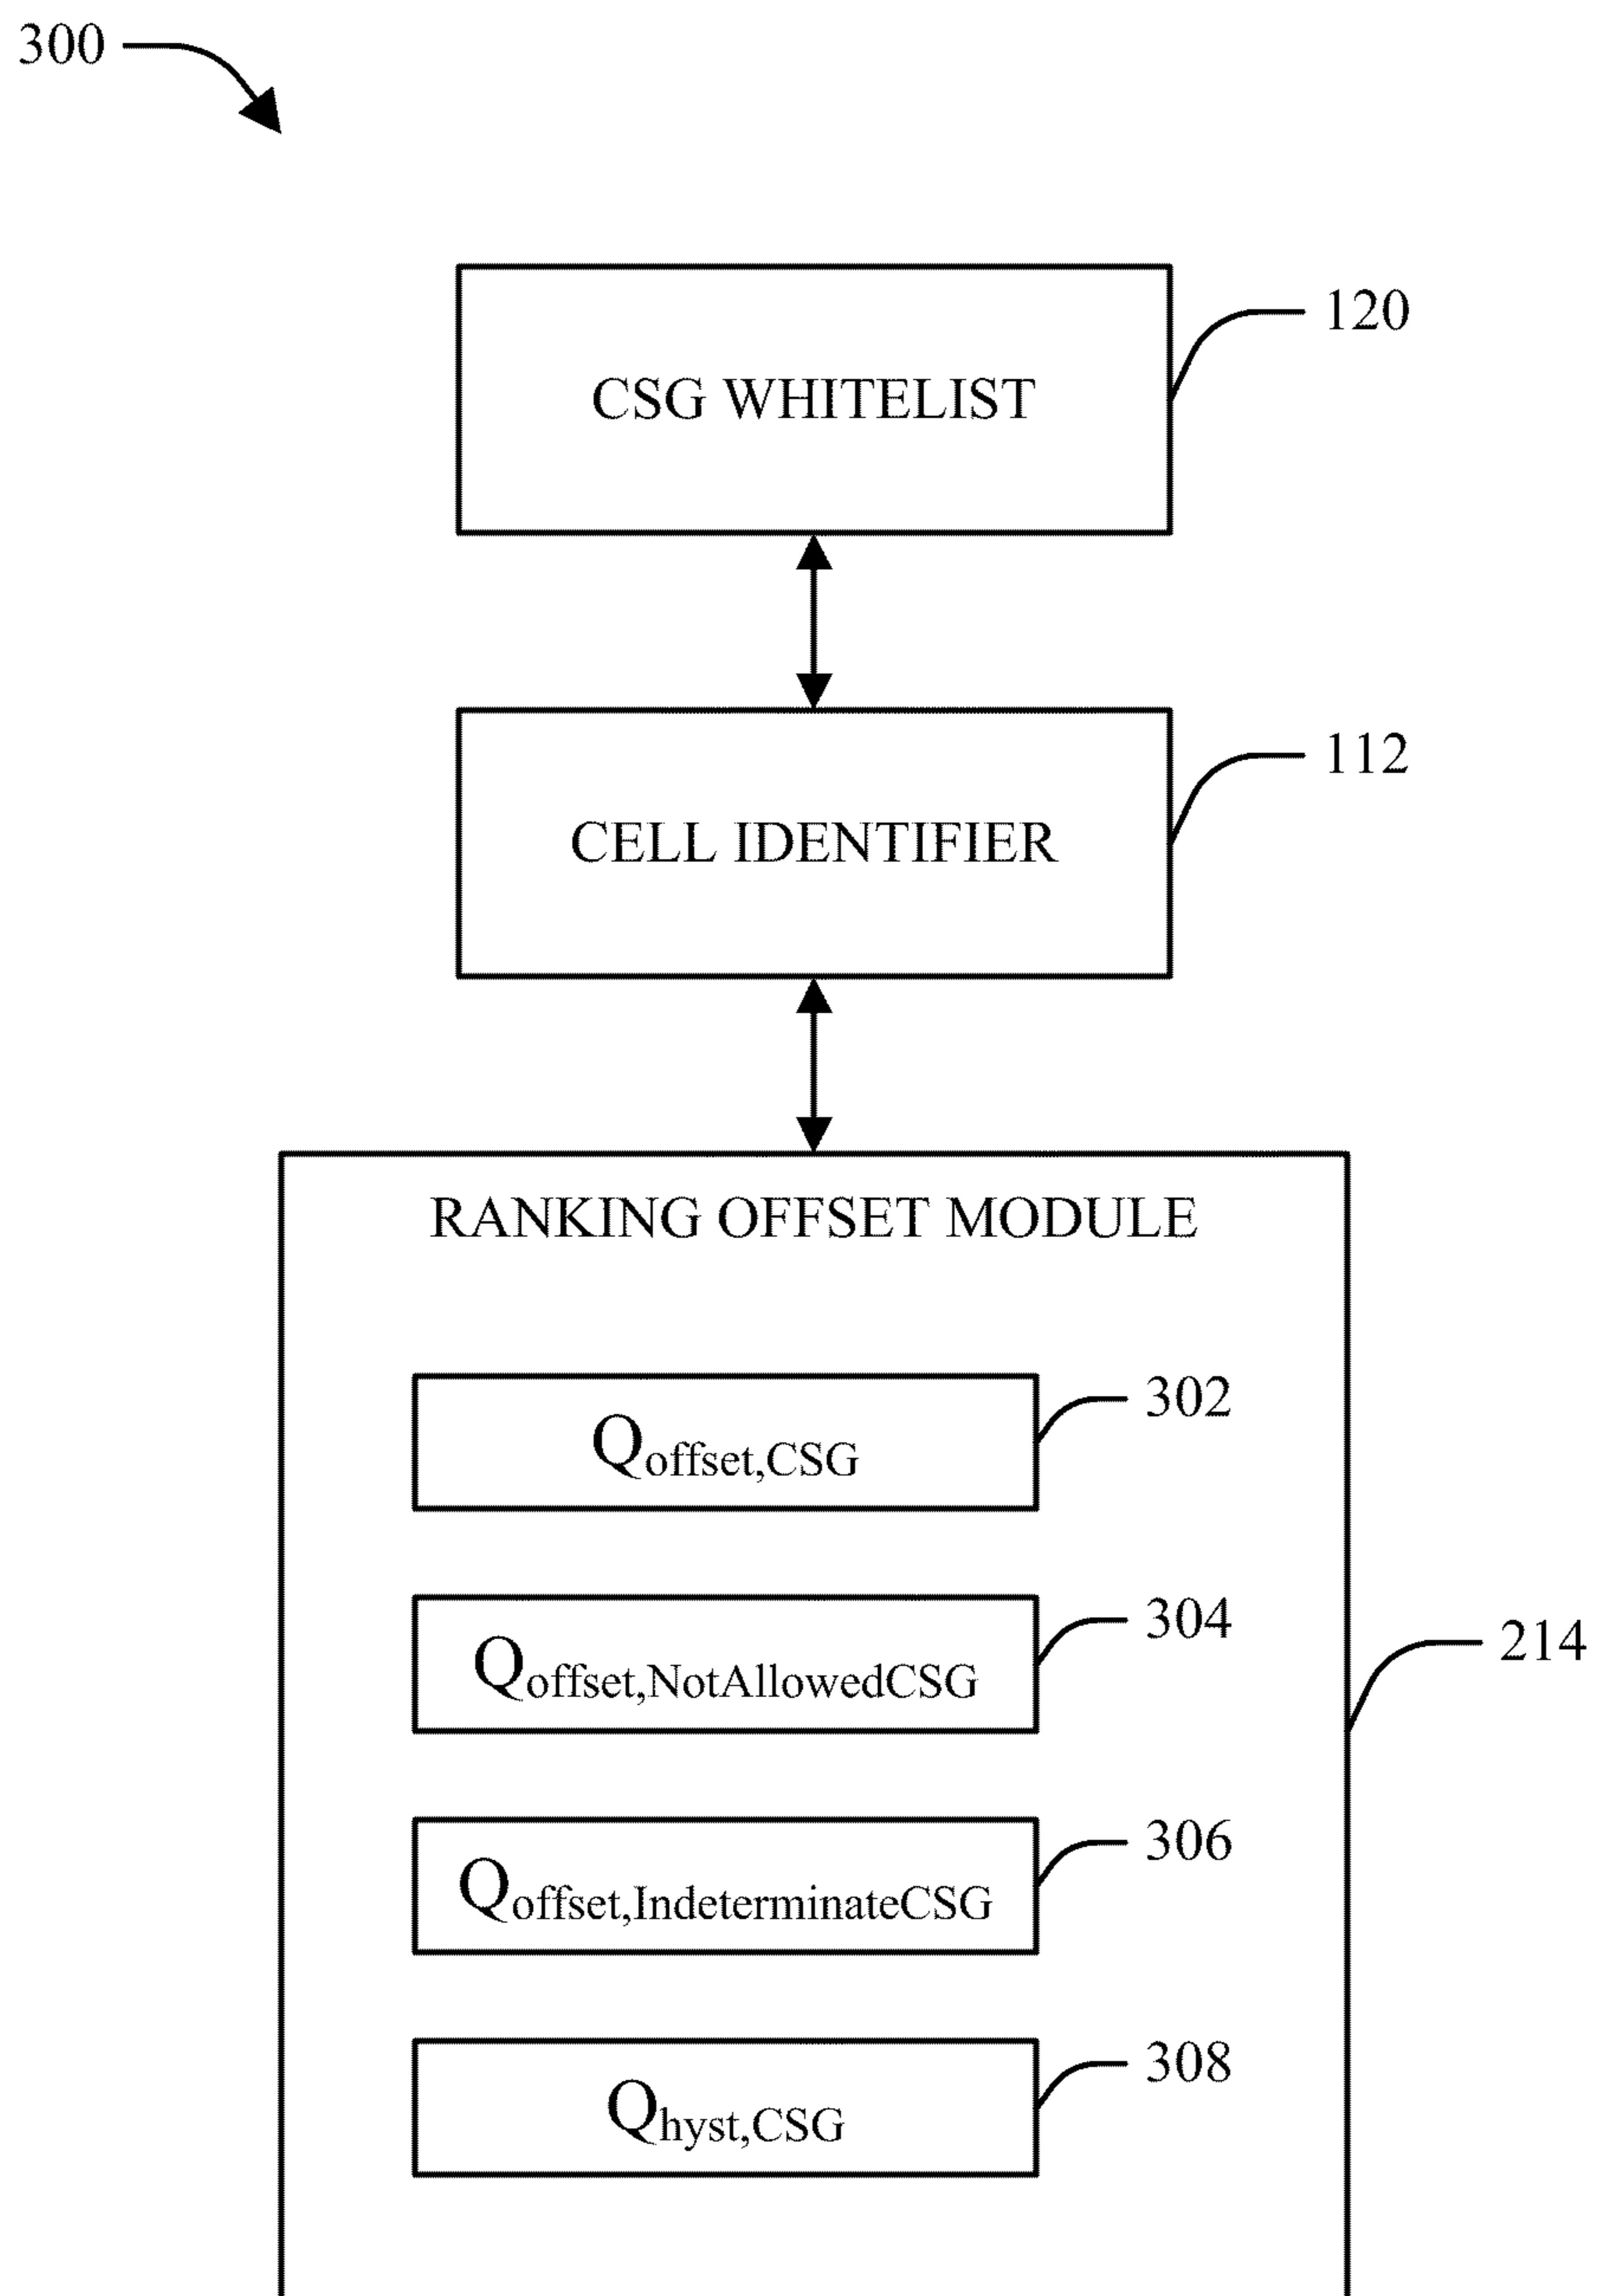 300
CSG WHITELIST
120
CELL IDENTIFIER
112
RANKING OFFSET MODULE
Qoffset,CSG
302
Qoffset,NotAllowedCSG
304
Qoffset,IndeterminateCSG
306
Qhyst,CSG
308
214